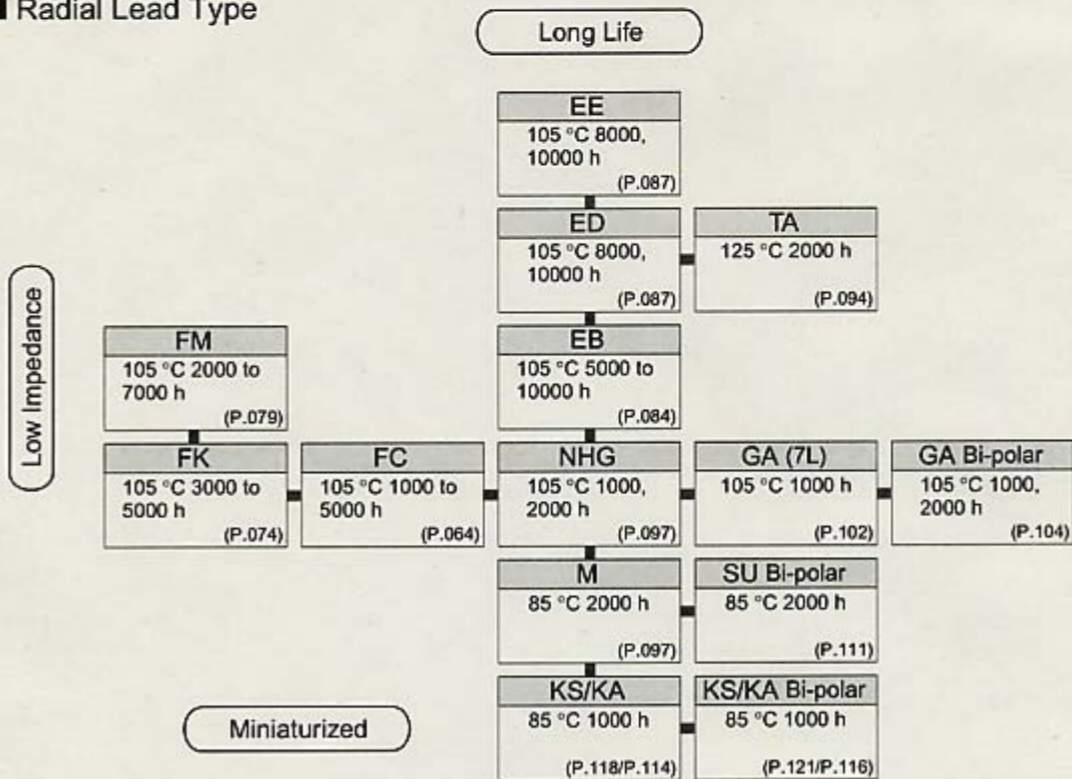 Radial Lead Type
Long Life
EE
105 °C 8000,
10000 h
(P.087)
ED
105 °C 8000,
10000 h
(P.087)
TA
125 °C 2000 h
(P.094)
Low Impedance
FM
105 °C 2000 to
7000 h
(P.079)
EB
105 °C 5000 to
10000 h
(P.084)
FK
105 °C 3000 to
5000 h
(P.074)
FC
105 °C 1000 to
5000 h
(P.064)
NHG
105 °C 1000,
2000 h
(P.097)
GA (7L)
105 °C 1000 h
(P.102)
GA Bi-polar
105 °C 1000,
2000 h
(P.104)
M
85 °C 2000 h
(P.097)
SU Bi-polar
85 °C 2000 h
(P.111)
KS/KA
85 °C 1000 h
(P.118/P.114)
KS/KA Bi-polar
85 °C 1000 h
(P.121/P.116)
Miniaturized